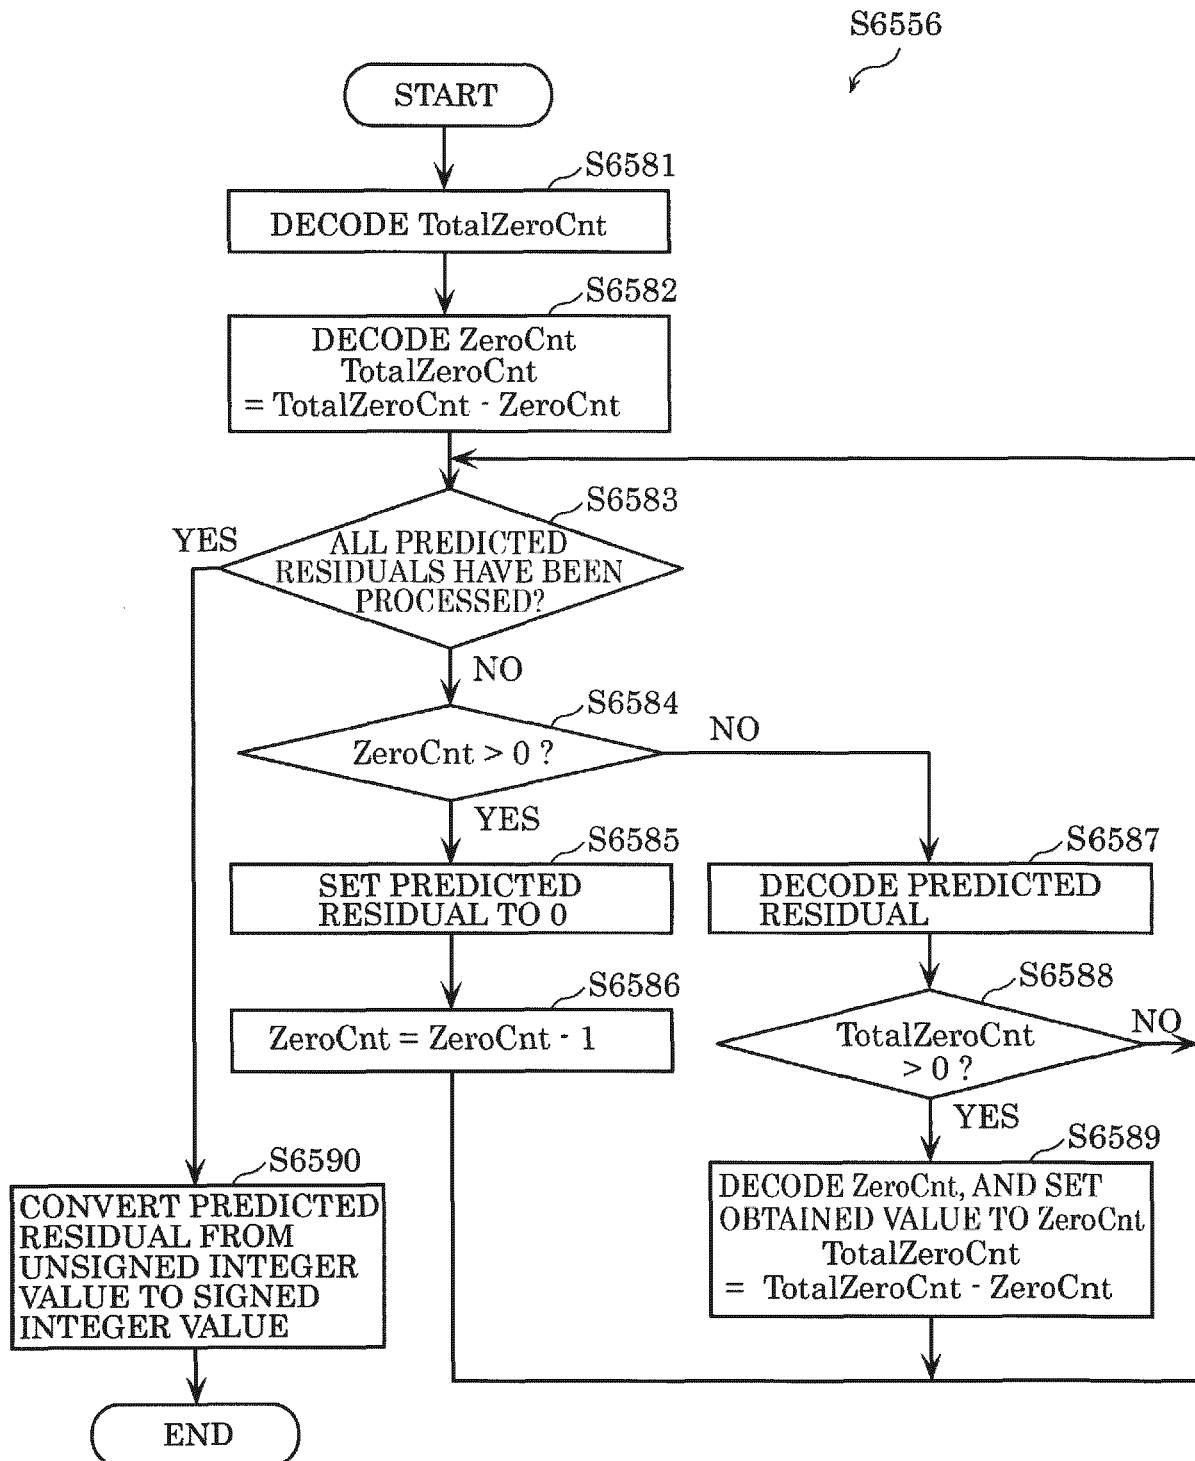 S6556
START
S6581
DECODE TotalZeroCnt
S6582
DECODE ZeroCnt
TotalZeroCnt
= TotalZeroCnt - ZeroCnt
S6583
YES
ALL PREDICTED
RESIDUALS HAVE BEEN
PROCESSED?
NO
S6584
NO
ZeroCnt > 0 ?
YES
S6585
SET PREDICTED
RESIDUAL TO 0
S6587
DECODE PREDICTED
RESIDUAL
S6586
ZeroCnt = ZeroCnt - 1
S6588
TotalZeroCnt
> 0 ?
NO
YES
S6589
DECODE ZeroCnt, AND SET
OBTAINED VALUE TO ZeroCnt
TotalZeroCnt
= TotalZeroCnt - ZeroCnt
S6590
CONVERT PREDICTED
RESIDUAL FROM
UNSIGNED INTEGER
VALUE TO SIGNED
INTEGER VALUE
END